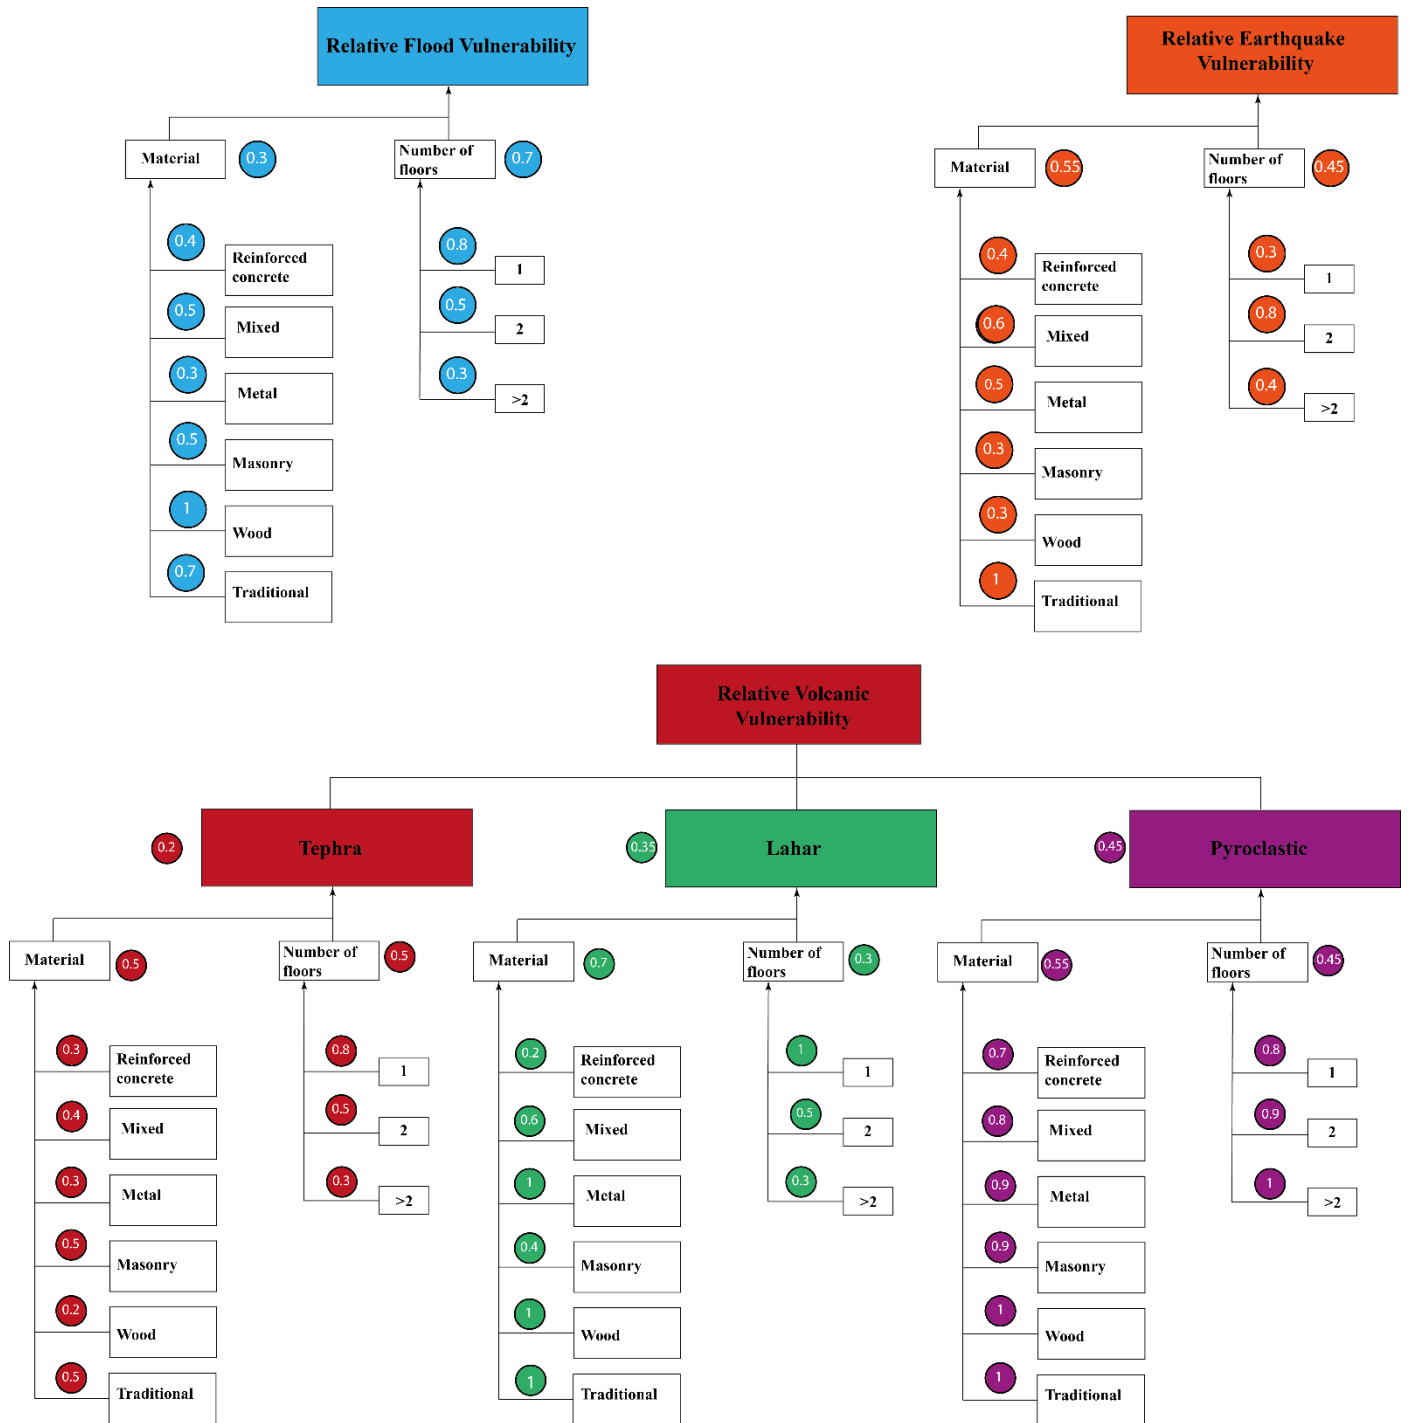 Relative Flood Vulnerability
Material
0.3
Number of
floors
0.7
0.4
Reinforced
concrete
0.5
Mixed
0.3
Metal
0.5
Masonry
1
Wood
0.7
Traditional
0.8
1
0.5
2
0.3
>2
Relative Earthquake
Vulnerability
Material
0.55
Number of
floors
0.45
0.4
Reinforced
concrete
0.6
Mixed
0.5
Metal
0.3
Masonry
0.3
Wood
1
Traditional
0.3
1
0.8
2
0.4
>2
Relative Volcanic
Vulnerability
0.2
Tephra
0.35
Lahar
0.45
Pyroclastic
Material
0.5
Number of
floors
0.5
0.3
Reinforced
concrete
0.4
Mixed
0.3
Metal
0.5
Masonry
0.2
Wood
0.5
Traditional
0.8
1
0.5
2
0.3
>2
Material
0.7
Number of
floors
0.3
0.2
Reinforced
concrete
0.6
Mixed
1
Metal
0.4
Masonry
1
Wood
1
Traditional
1
1
0.5
2
0.3
>2
Material
0.55
Number of
floors
0.45
0.7
Reinforced
concrete
0.8
Mixed
0.9
Metal
0.9
Masonry
1
Wood
1
Traditional
0.8
1
0.9
2
1
>2